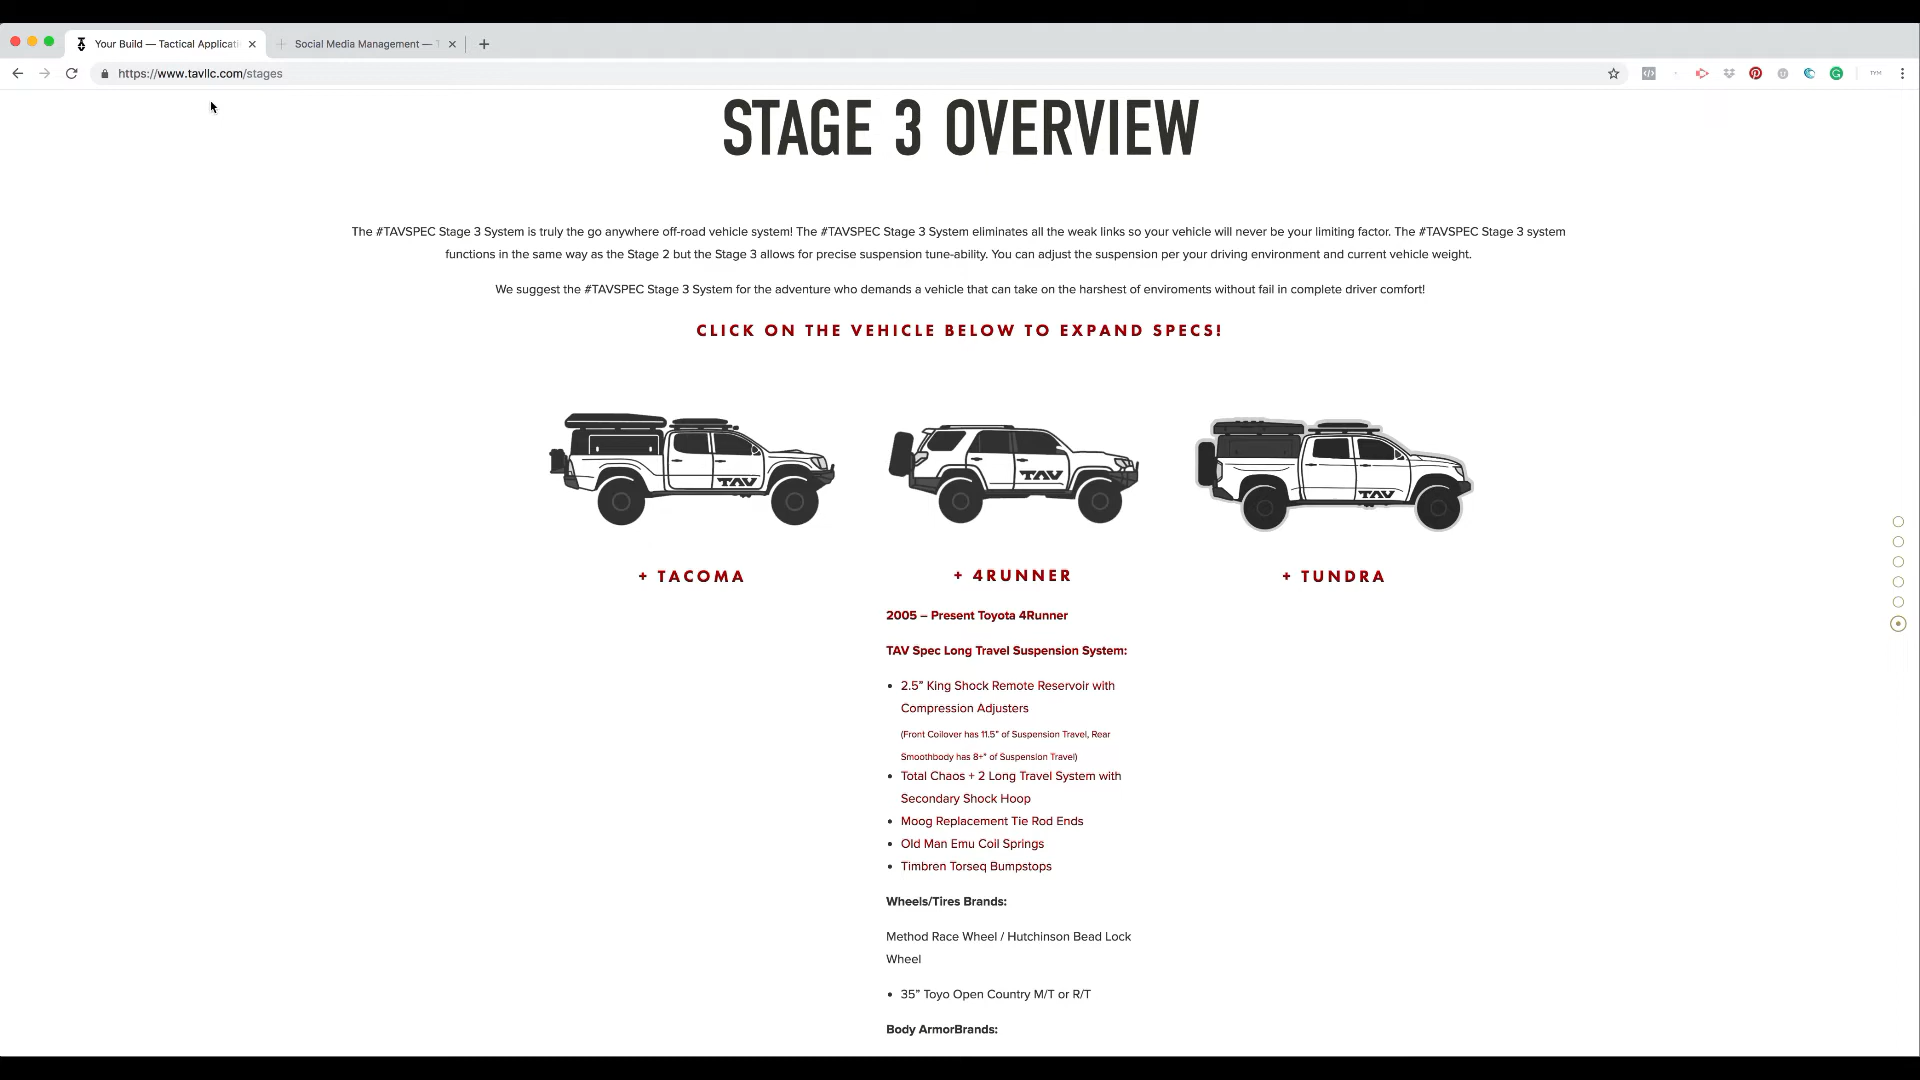 Your Build — Tactical Applicati
Social Media Management — T
https://www.tavllc.com/stages
TYM
STAGE 3 OVERVIEW
The #TAVSPEC Stage 3 System is truly the go anywhere off-road vehicle system! The #TAVSPEC Stage 3 System eliminates all the weak links so your vehicle will never be your limiting factor. The #TAVSPEC Stage 3 system
functions in the same way as the Stage 2 but the Stage 3 allows for precise suspension tune-ability. You can adjust the suspension per your driving environment and current vehicle weight.
We suggest the #TAVSPEC Stage 3 System for the adventure who demands a vehicle that can take on the harshest of enviroments without fail in complete driver comfort!
CLICK ON THE VEHICLE BELOW TO EXPAND SPECS!
TAV
TAV
TAV
+ TACOMA
+ 4RUNNER
+ TUNDRA
2005 – Present Toyota 4Runner
TAV Spec Long Travel Suspension System:
• 2.5” King Shock Remote Reservoir with
Compression Adjusters
(Front Coilover has 11.5” of Suspension Travel, Rear
Smoothbody has 8+” of Suspension Travel)
• Total Chaos + 2 Long Travel System with
Secondary Shock Hoop
• Moog Replacement Tie Rod Ends
• Old Man Emu Coil Springs
• Timbren Torseq Bumpstops
Wheels/Tires Brands:
Method Race Wheel / Hutchinson Bead Lock
Wheel
• 35” Toyo Open Country M/T or R/T
Body ArmorBrands: